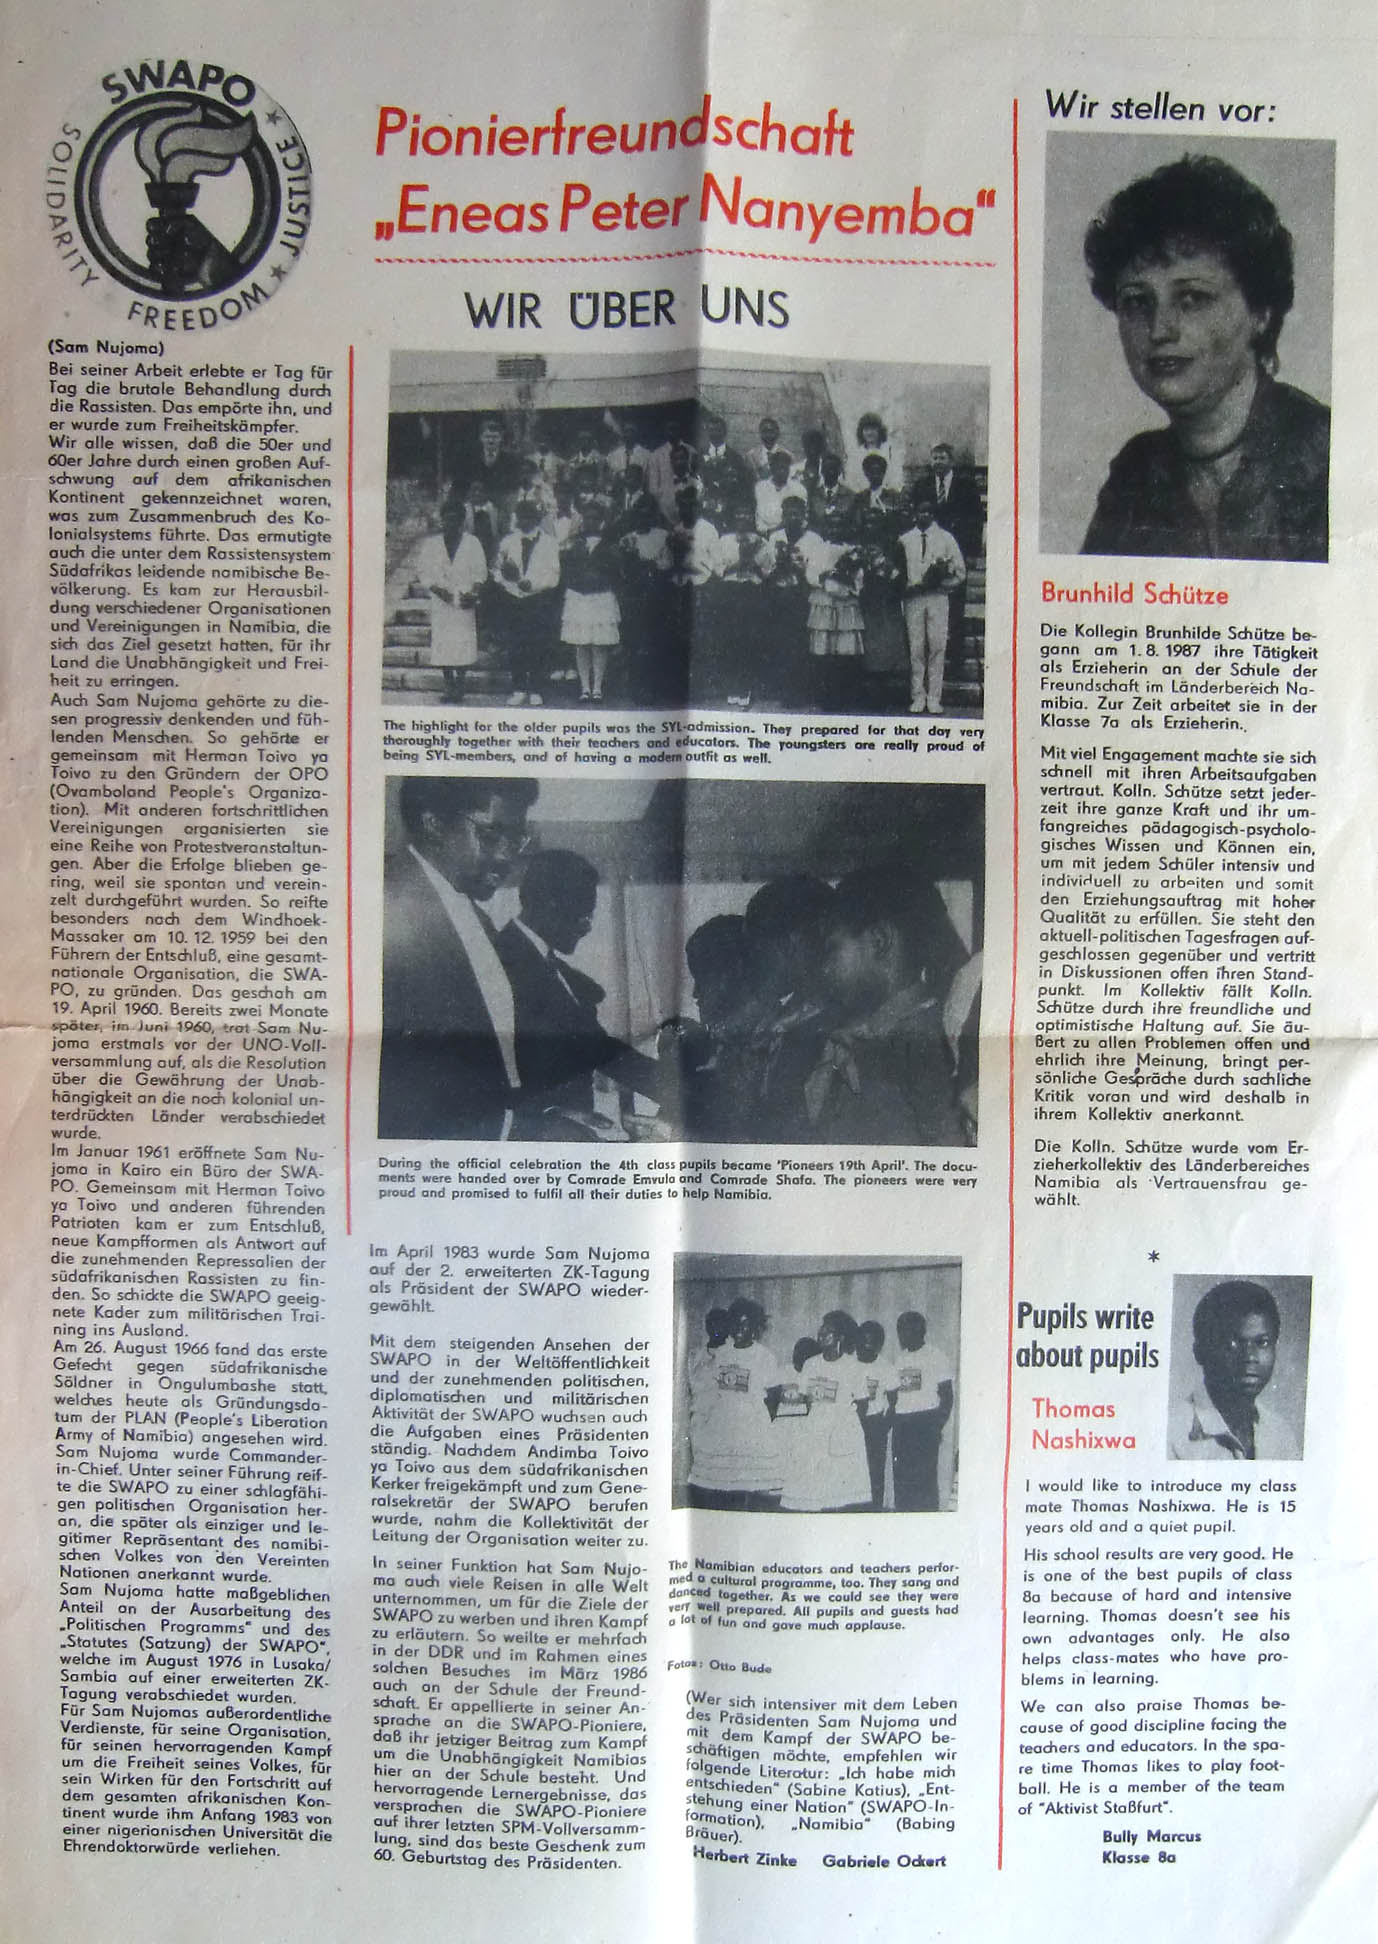 SWAPO
SOLIDARITY
FREEDOM
JUSTICE
Pionierfreundschaft
„Eneas Peter Nanyemba“
WIR ÜBER UNS
(Sam Nujoma)
Bei seiner Arbeit erlebte er Tag für
Tag die brutale Behandlung durch
die Rassisten. Das empörte ihn, und
er wurde zum Freiheitskämpfer.
Wir alle wissen, daß die 50er und
60er Jahre durch einen großen Auf-
schwung auf dem afrikanischen
Kontinent gekennzeichnet waren,
was zum Zusammenbruch des Ko-
lonialsystems führte. Das ermutigte
auch die unter dem Rassistensystem
Südafrikas leidende namibische Be-
völkerung. Es kam zur Herausbil-
dung verschiedener Organisationen
und Vereinigungen in Namibia, die
sich das Ziel gesetzt hatten, für ihr
Land die Unabhängigkeit und Frei-
heit zu erringen.
Auch Sam Nujoma gehörte zu die-
sen progressiv denkenden und füh-
lenden Menschen. So gehörte er
gemeinsam mit Herman Toivo ya
Toivo zu den Gründern der OPO
(Ovamboland People's Organiza-
tion). Mit anderen fortschrittlichen
Vereinigungen organisierten sie
eine Reihe von Protestveranstaltun-
gen. Aber die Erfolge blieben ge-
ring, weil sie spontan und verein-
zelt durchgeführt wurden. So reifte
besonders nach dem Windhoek-
Massaker am 10. 12. 1959 bei den
Führern der Entschluß, eine gesamt-
nationale Organisation, die SWA-
PO, zu gründen. Das geschah am
19. April 1960. Bereits zwei Monate
später, im Juni 1960, trat Sam Nu-
joma erstmals vor der UNO-Voll-
versammlung auf, als die Resolution
über die Gewährung der Unab-
hängigkeit an die noch kolonial un-
terdrückten Länder verabschiedet
wurde.
Im Januar 1961 eröffnete Sam Nu-
joma in Kairo ein Büro der SWA-
PO. Gemeinsam mit Herman Toivo
ya Toivo und anderen führenden
Patrioten kam er zum Entschluß,
neue Kampfformen als Antwort auf
die zunehmenden Repressalien der
südafrikanischen Rassisten zu fin-
den. So schickte die SWAPO geeig-
nete Kader zum militärischen Trai-
ning ins Ausland.
Am 26. August 1966 fand das erste
Gefecht gegen südafrikanische
Söldner in Ongulumbashe statt,
welches heute als Gründungsda-
tum der PLAN (People's Liberation
Army of Namibia) angesehen wird.
Sam Nujoma wurde Commander-
in-Chief. Unter seiner Führung reif-
te die SWAPO zu einer schlagfähi-
gen politischen Organisation her-
an, die später als einziger und le-
gitimer Repräsentant des namibi-
schen Volkes von den Vereinten
Nationen anerkannt wurde.
Sam Nujoma hatte maßgeblichen
Anteil an der Ausarbeitung des
„Politischen Programms“ und des
„Statutes (Satzung) der SWAPO“,
welche im August 1976 in Lusaka/
Sambia auf einer erweiterten ZK-
Tagung verabschiedet wurden.
Für Sam Nujomas außerordentliche
Verdienste, für seine Organisation,
für seinen hervorragenden Kampf
um die Freiheit seines Volkes, für
sein Wirken für den Fortschritt auf
dem gesamten afrikanischen Kon-
tinent wurde ihm Anfang 1983 von
einer nigerianischen Universität die
Ehrendoktorwürde verliehen.
The highlight for the older pupils was the SYL-admission. They prepared for that day very
thoroughly together with their teachers and educators. The youngsters are really proud of
being SYL-members, and of having a modern outfit as well.
During the official celebration the 4th class pupils became 'Pioneers 19th April'. The docu-
ments were handed over by Comrade Emvula and Comrade Shafa. The pioneers were very
proud and promised to fulfil all their duties to help Namibia.
Im April 1983 wurde Sam Nujoma
auf der 2. erweiterten ZK-Tagung
als Präsident der SWAPO wieder-
gewählt.
Mit dem steigenden Ansehen der
SWAPO in der Weltöffentlichkeit
und der zunehmenden politischen,
diplomatischen und militärischen
Aktivität der SWAPO wuchsen auch
die Aufgaben eines Präsidenten
ständig. Nachdem Andimba Toivo
ya Toivo aus dem südafrikanischen
Kerker freigekämpft und zum Gene-
ralsekretär der SWAPO berufen
wurde, nahm die Kollektivität der
Leitung der Organisation weiter zu.
In seiner Funktion hat Sam Nujo-
ma auch viele Reisen in alle Welt
unternommen, um für die Ziele der
SWAPO zu werben und ihren Kampf
zu erläutern. So weilte er mehrfach
in der DDR und im Rahmen eines
solchen Besuches im März 1986
auch an der Schule der Freund-
schaft. Er appellierte in seiner An-
sprache an die SWAPO-Pioniere,
daß ihr jetziger Beitrag zum Kampf
um die Unabhängigkeit Namibias
hier an der Schule besteht. Und
hervorragende Lernergebnisse, das
versprachen die SWAPO-Pioniere
auf ihrer letzten SPM-Vollversamm-
lung, sind das beste Geschenk zum
60. Geburtstag des Präsidenten.
The Namibian educators and teachers perfor-
med a cultural programme, too. They sang and
danced together. As we could see they were
very well prepared. All pupils and guests had
a lot of fun and gave much applause.
Fotos: Otto Bude
(Wer sich intensiver mit dem Leben
des Präsidenten Sam Nujoma und
mit dem Kampf der SWAPO be-
schäftigen möchte, empfehlen wir
folgende Literatur: „Ich habe mich
entschieden“ (Sabine Katius), „Ent-
stehung einer Nation“ (SWAPO-In-
formation), „Namibia“ (Babing
Bräuer).
Herbert Zinke Gabriele Ockert
Wir stellen vor:
Brunhild Schütze
Die Kollegin Brunhilde Schütze be-
gann am 1. 8. 1987 ihre Tätigkeit
als Erzieherin an der Schule der
Freundschaft im Länderbereich Na-
mibia. Zur Zeit arbeitet sie in der
Klasse 7a als Erzieherin.
Mit viel Engagement machte sie sich
schnell mit ihren Arbeitsaufgaben
vertraut. Kolln. Schütze setzt jeder-
zeit ihre ganze Kraft und ihr um-
fangreiches pädagogisch-psycholo-
gisches Wissen und Können ein,
um mit jedem Schüler intensiv und
individuell zu arbeiten und somit
den Erziehungsauftrag mit hoher
Qualität zu erfüllen. Sie steht den
aktuell-politischen Tagesfragen auf-
geschlossen gegenüber und vertritt
in Diskussionen offen ihren Stand-
punkt. Im Kollektiv fällt Kolln.
Schütze durch ihre freundliche und
optimistische Haltung auf. Sie äu-
ßert zu allen Problemen offen und
ehrlich ihre Meinung, bringt per-
sönliche Gespräche durch sachliche
Kritik voran und wird deshalb in
ihrem Kollektiv anerkannt.
Die Kolln. Schütze wurde vom Er-
zieherkollektiv des Länderbereiches
Namibia als Vertrauensfrau ge-
wählt.
*
Pupils write
about pupils
Thomas
Nashixwa
I would like to introduce my class
mate Thomas Nashixwa. He is 15
years old and a quiet pupil.
His school results are very good. He
is one of the best pupils of class
8a because of hard and intensive
learning. Thomas doesn't see his
own advantages only. He also
helps class-mates who have pro-
blems in learning.
We can also praise Thomas be-
cause of good discipline facing the
teachers and educators. In the spa-
re time Thomas likes to play foot-
ball. He is a member of the team
of "Aktivist Staßfurt".
Bully Marcus
Klasse 8a